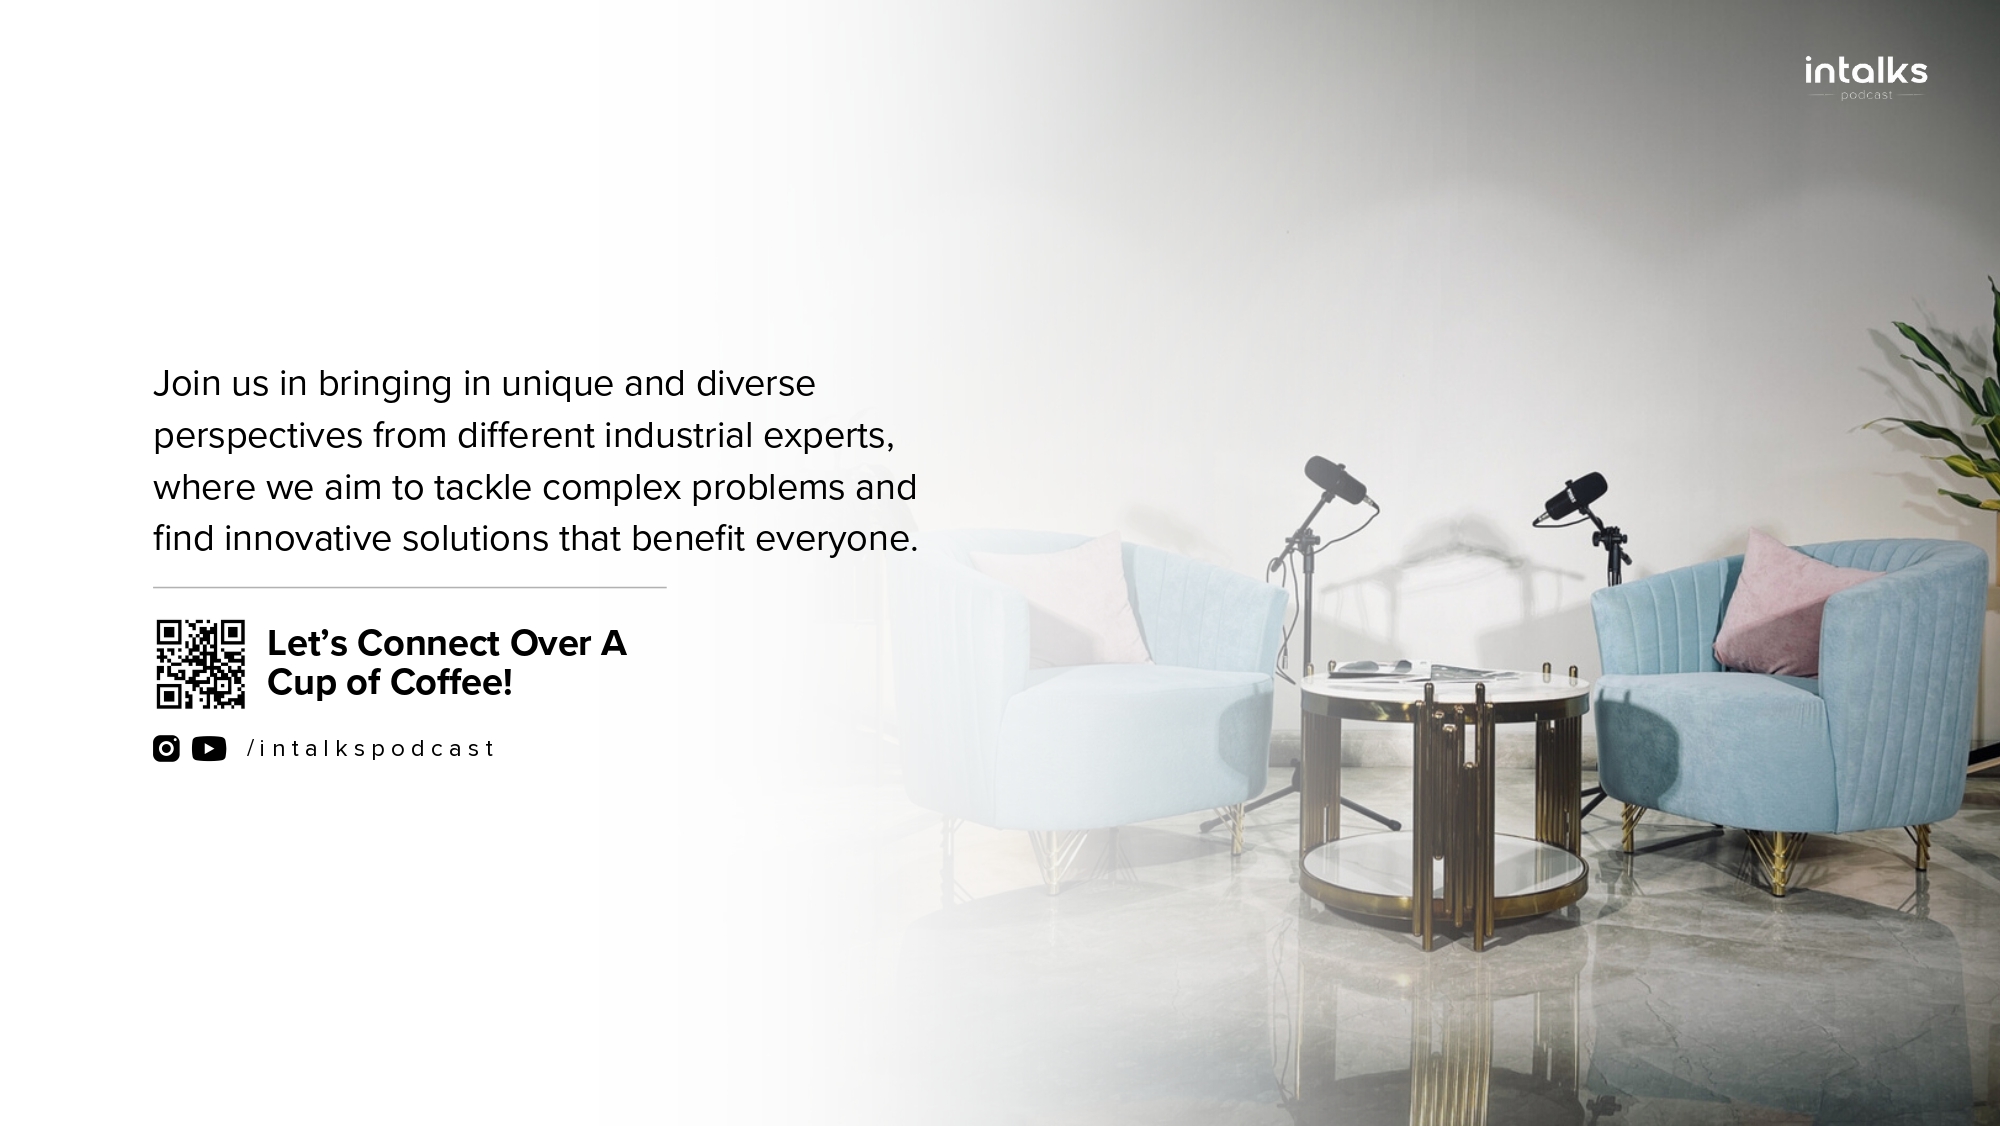 intalks
podcast
Join us in bringing in unique and diverse
perspectives from different industrial experts,
where we aim to tackle complex problems and
find innovative solutions that benefit everyone.
Let’s Connect Over A
Cup of Coffee!
/intalkspodcast